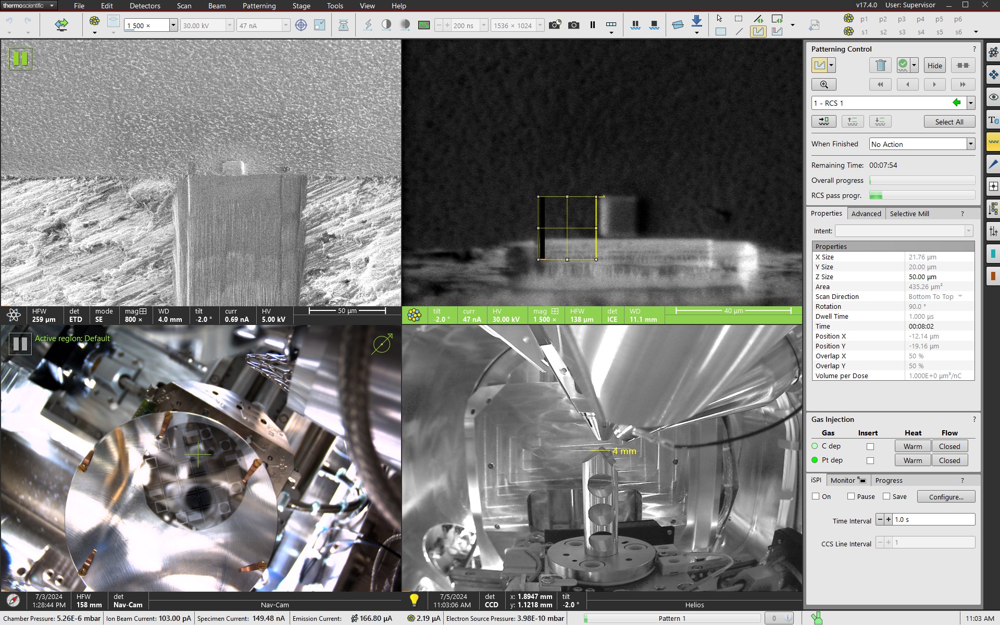 thermoscientific File Edit Detectors Scan Beam Patterning Stage Tools View Help v17.4.0 User: Supervisor
1 500 × 30.00 kV 47 nA 200 ns 1536 × 1024
p1 p2 p3 p4 p5 p6
s1 s2 s3 s4 s5 s6
HFW det mode mag WD tilt curr HV 50 µm
259 µm ETD SE 800 × 4.0 mm -2.0 ° 0.69 nA 5.00 kV
tilt curr HV mag HFW det WD 40 µm
-2.0 ° 47 nA 30.00 kV 1 500 × 138 µm ICE 11.1 mm
Active region: Default
4 mm
7/3/2024 HFW det
1:28:44 PM 158 mm Nav-Cam Nav-Cam
7/5/2024 det x: 1.8947 mm tilt
11:03:06 AM CCD y: 1.1218 mm -2.0 ° Helios
Patterning Control ?
Hide
1 - RCS 1
Select All
When Finished No Action
Remaining Time: 00:07:54
Overall progress
RCS pass progr.
Properties Advanced Selective Mill ?
Intent:
Properties
X Size 21.76 µm
Y Size 20.00 µm
Z Size 50.00 µm
Area 435.26 µm²
Scan Direction Bottom To Top
Rotation 90.0 °
Dwell Time 1.000 µs
Time 00:08:02
Position X -12.14 µm
Position Y -19.16 µm
Overlap X 50 %
Overlap Y 50 %
Volume per Dose 1.000E+0 µm³/nC
Gas Injection ?
Gas Insert Heat Flow
C dep Warm Closed
Pt dep Warm Closed
iSPI Monitor Progress ?
On Pause Save Configure...
Time Interval − + 1.0 s
CCS Line Interval − + 1
Chamber Pressure: 5.26E-6 mbar Ion Beam Current: 103.00 pA Specimen Current: 149.48 nA Emission Current: 166.80 µA 2.19 µA Electron Source Pressure: 3.98E-10 mbar Pattern 1 0 11:03 AM